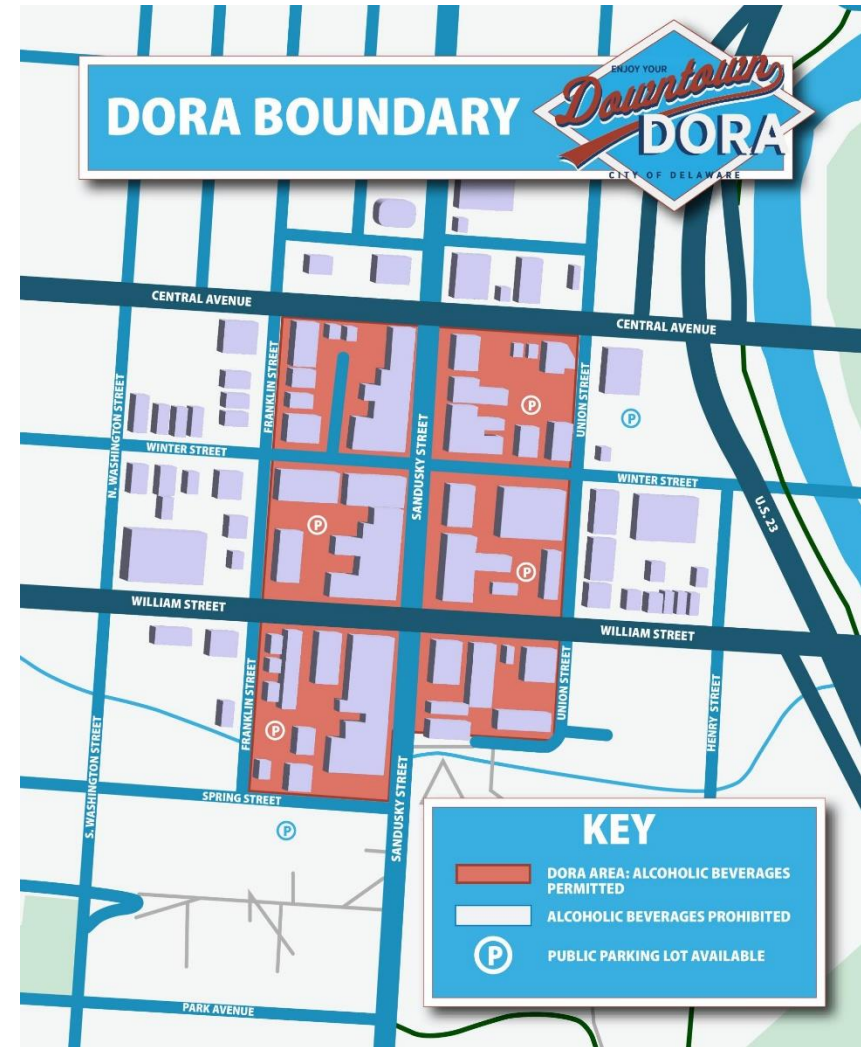 DORA BOUNDARY
ENJOY YOUR
Downtown
DORA
CITY OF DELAWARE
CENTRAL AVENUE
CENTRAL AVENUE
N. WASHINGTON STREET
FRANKLIN STREET
SANDUSKY STREET
UNION STREET
P
P
WINTER STREET
WINTER STREET
U.S. 23
P
P
WILLIAM STREET
WILLIAM STREET
S. WASHINGTON STREET
FRANKLIN STREET
SANDUSKY STREET
UNION STREET
HENRY STREET
P
SPRING STREET
P
KEY
DORA AREA: ALCOHOLIC BEVERAGES
PERMITTED
ALCOHOLIC BEVERAGES PROHIBITED
P
PUBLIC PARKING LOT AVAILABLE
PARK AVENUE